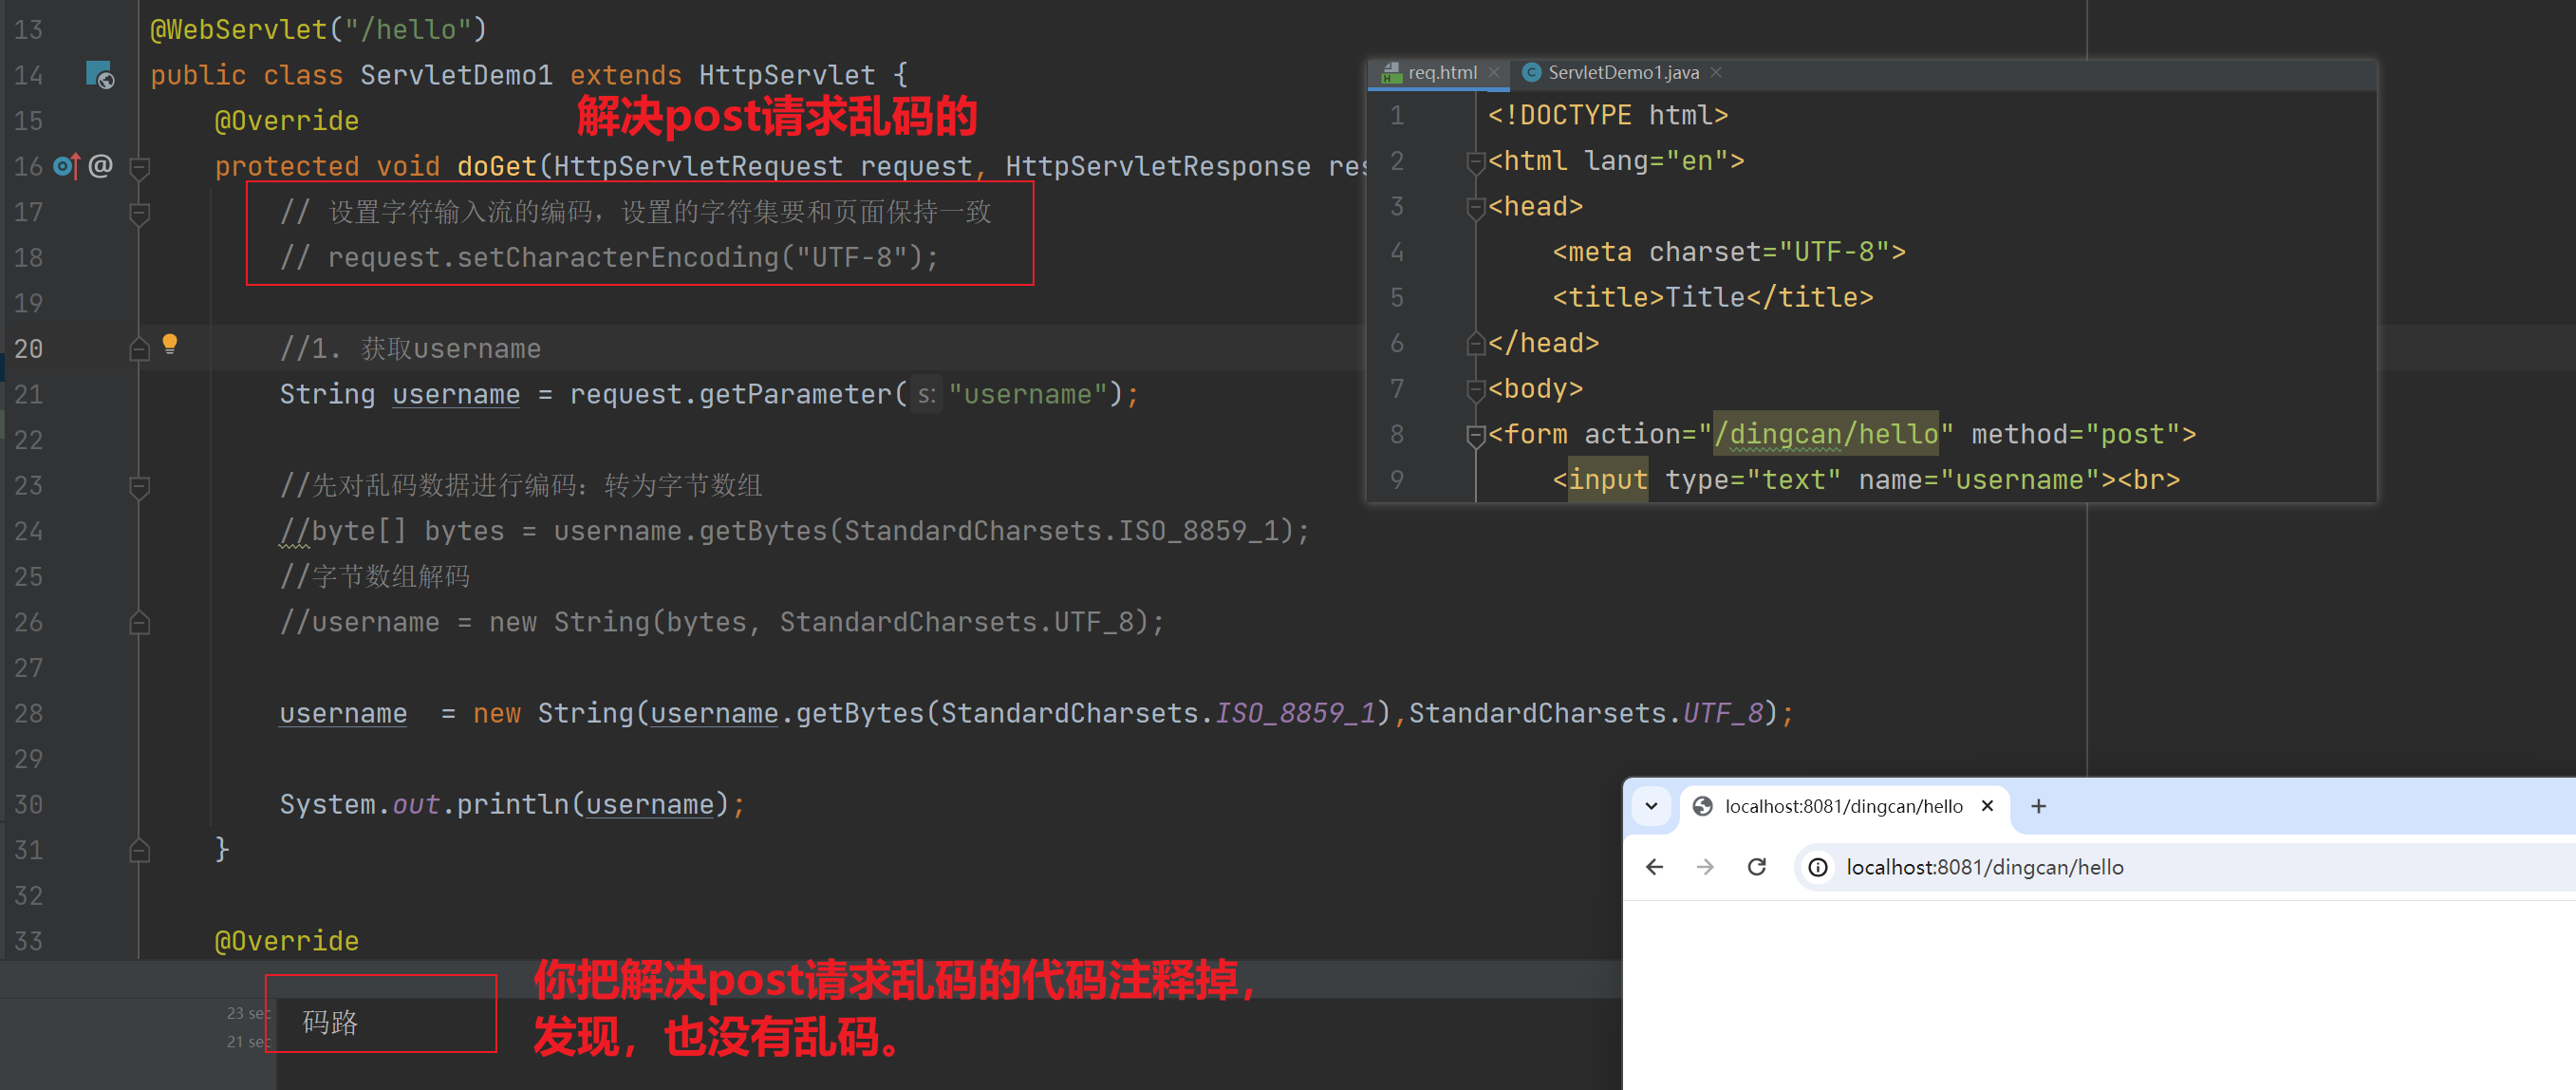 13 @WebServlet("/hello")
14 public class ServletDemo1 extends HttpServlet {
解决post请求乱码的
15 @Override
16 @ protected void doGet(HttpServletRequest request, HttpServletResponse res
17 // 设置字符输入流的编码，设置的字符集要和页面保持一致
18 // request.setCharacterEncoding("UTF-8");
19
20 //1. 获取username
21 String username = request.getParameter( s: "username");
22
23 //先对乱码数据进行编码：转为字节数组
24 //byte[] bytes = username.getBytes(StandardCharsets.ISO_8859_1);
25 //字节数组解码
26 //username = new String(bytes, StandardCharsets.UTF_8);
27
28 username  = new String(username.getBytes(StandardCharsets.ISO_8859_1),StandardCharsets.UTF_8);
29
30 System.out.println(username);
31 }
32
33 @Override
req.html ServletDemo1.java
1 <!DOCTYPE html>
2 <html lang="en">
3 <head>
4 <meta charset="UTF-8">
5 <title>Title</title>
6 </head>
7 <body>
8 <form action="/dingcan/hello" method="post">
9 <input type="text" name="username"><br>
localhost:8081/dingcan/hello
localhost:8081/dingcan/hello
23 sec
21 sec
码路
你把解决post请求乱码的代码注释掉，
发现，也没有乱码。